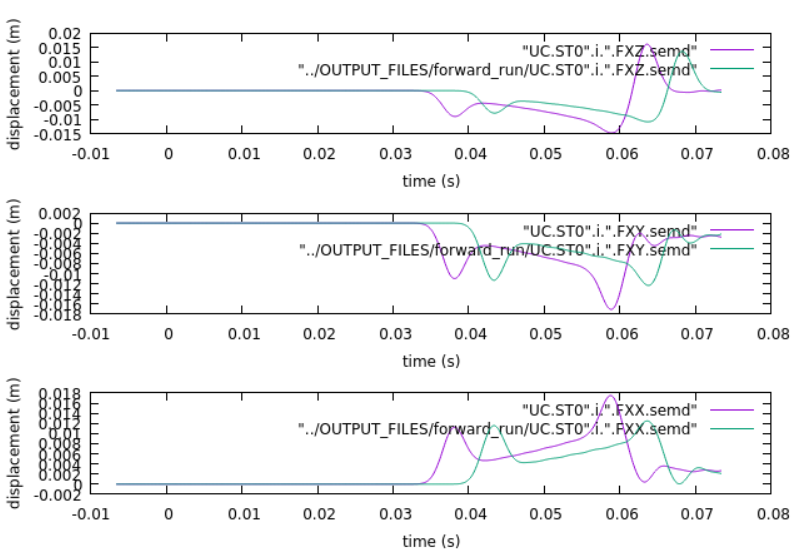 0.02
0.015
0.01
0.005
0
-0.005
-0.01
-0.015
displacement (m)
"UC.ST0".i.".FXZ.semd"
"../OUTPUT_FILES/forward_run/UC.ST0".i.".FXZ.semd"
-0.01 0 0.01 0.02 0.03 0.04 0.05 0.06 0.07 0.08
time (s)
0.002
0
-0.002
-0.004
-0.006
-0.008
-0.01
-0.012
-0.014
-0.016
-0.018
displacement (m)
"UC.ST0".i.".FXY.semd"
"../OUTPUT_FILES/forward_run/UC.ST0".i.".FXY.semd"
-0.01 0 0.01 0.02 0.03 0.04 0.05 0.06 0.07 0.08
time (s)
0.018
0.016
0.014
0.012
0.01
0.008
0.006
0.004
0.002
0
-0.002
displacement (m)
"UC.ST0".i.".FXX.semd"
"../OUTPUT_FILES/forward_run/UC.ST0".i.".FXX.semd"
-0.01 0 0.01 0.02 0.03 0.04 0.05 0.06 0.07 0.08
time (s)